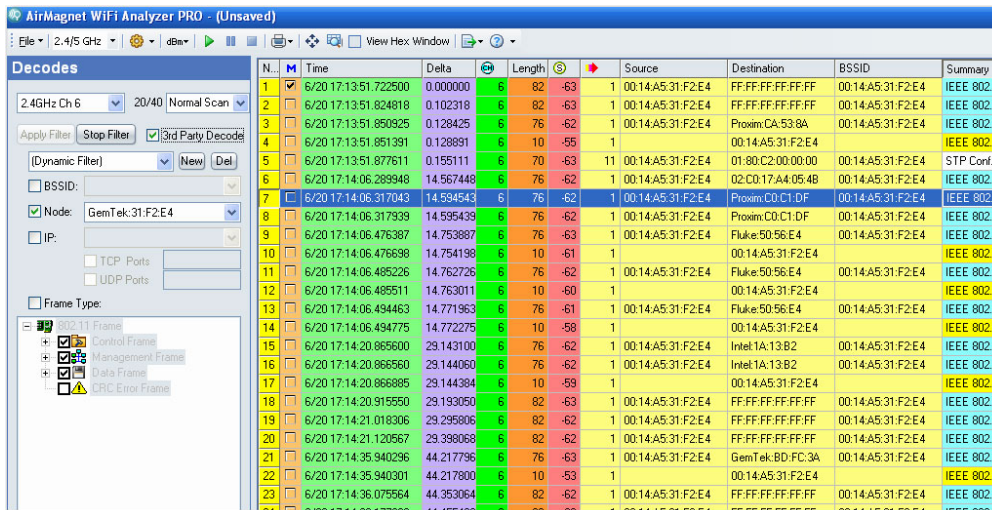 AirMagnet WiFi Analyzer PRO - (Unsaved)
File 2.4/5 GHz dBm View Hex Window
Decodes
2.4GHz Ch 6 20/40 Normal Scan
Apply Filter Stop Filter 3rd Party Decode
(Dynamic Filter) New Del
BSSID:
Node: GemTek:31:F2:E4
IP:
TCP Ports
UDP Ports
Frame Type:
802.11 Frame
Control Frame
Management Frame
Data Frame
CRC Error Frame
N... M Time Delta CH Length S Source Destination BSSID Summary
1 6/20 17:13:51.722500 0.000000 6 82 -63 1 00:14:A5:31:F2:E4 FF:FF:FF:FF:FF:FF 00:14:A5:31:F2:E4 IEEE 802.
2 6/20 17:13:51.824818 0.102318 6 82 -63 1 00:14:A5:31:F2:E4 FF:FF:FF:FF:FF:FF 00:14:A5:31:F2:E4 IEEE 802.
3 6/20 17:13:51.850925 0.128425 6 76 -62 1 00:14:A5:31:F2:E4 Proxim:CA:53:8A 00:14:A5:31:F2:E4 IEEE 802.
4 6/20 17:13:51.851391 0.128891 6 10 -55 1 00:14:A5:31:F2:E4 IEEE 802.
5 6/20 17:13:51.877611 0.155111 6 70 -63 11 00:14:A5:31:F2:E4 01:80:C2:00:00:00 00:14:A5:31:F2:E4 STP Conf.
6 6/20 17:14:06.289948 14.567448 6 76 -62 1 00:14:A5:31:F2:E4 02:C0:17:A4:05:4B 00:14:A5:31:F2:E4 IEEE 802.
7 6/20 17:14:06.317043 14.594543 6 76 -62 1 00:14:A5:31:F2:E4 Proxim:C0:C1:DF 00:14:A5:31:F2:E4 IEEE 802.
8 6/20 17:14:06.317939 14.595439 6 76 -62 1 00:14:A5:31:F2:E4 Proxim:C0:C1:DF 00:14:A5:31:F2:E4 IEEE 802.
9 6/20 17:14:06.476387 14.753887 6 76 -63 1 00:14:A5:31:F2:E4 Fluke:50:56:E4 00:14:A5:31:F2:E4 IEEE 802.
10 6/20 17:14:06.476698 14.754198 6 10 -61 1 00:14:A5:31:F2:E4 IEEE 802.
11 6/20 17:14:06.485226 14.762726 6 76 -62 1 00:14:A5:31:F2:E4 Fluke:50:56:E4 00:14:A5:31:F2:E4 IEEE 802.
12 6/20 17:14:06.485511 14.763011 6 10 -60 1 00:14:A5:31:F2:E4 IEEE 802.
13 6/20 17:14:06.494463 14.771963 6 76 -61 1 00:14:A5:31:F2:E4 Fluke:50:56:E4 00:14:A5:31:F2:E4 IEEE 802.
14 6/20 17:14:06.494775 14.772275 6 10 -58 1 00:14:A5:31:F2:E4 IEEE 802.
15 6/20 17:14:20.865600 29.143100 6 76 -62 1 00:14:A5:31:F2:E4 Intel:1A:13:B2 00:14:A5:31:F2:E4 IEEE 802.
16 6/20 17:14:20.866560 29.144060 6 76 -62 1 00:14:A5:31:F2:E4 Intel:1A:13:B2 00:14:A5:31:F2:E4 IEEE 802.
17 6/20 17:14:20.866885 29.144384 6 10 -59 1 00:14:A5:31:F2:E4 IEEE 802.
18 6/20 17:14:20.915550 29.193050 6 82 -63 1 00:14:A5:31:F2:E4 FF:FF:FF:FF:FF:FF 00:14:A5:31:F2:E4 IEEE 802.
19 6/20 17:14:21.018306 29.295806 6 82 -62 1 00:14:A5:31:F2:E4 FF:FF:FF:FF:FF:FF 00:14:A5:31:F2:E4 IEEE 802.
20 6/20 17:14:21.120567 29.398068 6 82 -62 1 00:14:A5:31:F2:E4 FF:FF:FF:FF:FF:FF 00:14:A5:31:F2:E4 IEEE 802.
21 6/20 17:14:35.940296 44.217796 6 76 -63 1 00:14:A5:31:F2:E4 GemTek:BD:FC:3A 00:14:A5:31:F2:E4 IEEE 802.
22 6/20 17:14:35.940301 44.217800 6 10 -53 1 00:14:A5:31:F2:E4 IEEE 802.
23 6/20 17:14:36.075564 44.353064 6 82 -62 1 00:14:A5:31:F2:E4 FF:FF:FF:FF:FF:FF 00:14:A5:31:F2:E4 IEEE 802.